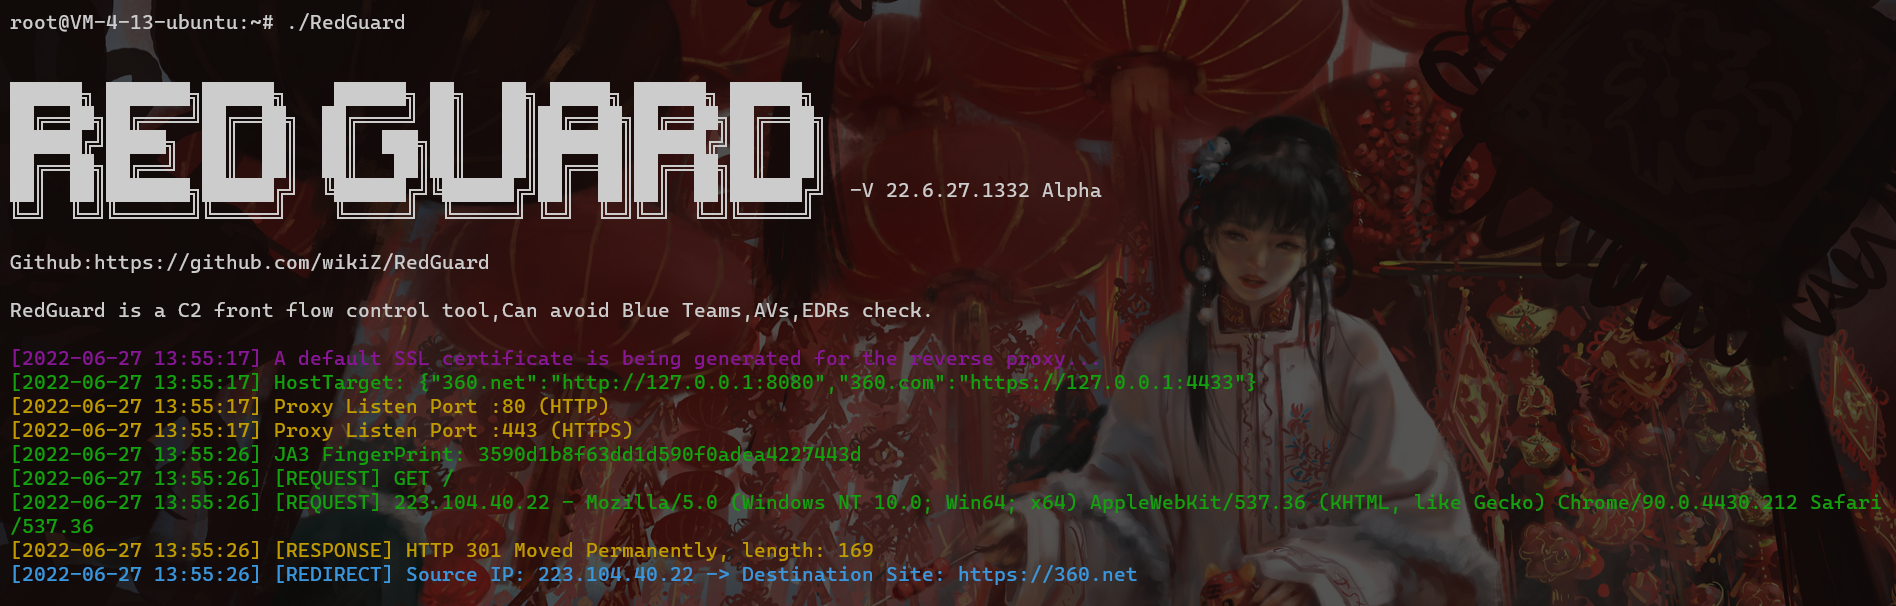 root@VM-4-13-ubuntu:~# ./RedGuard
REDGUARD -V 22.6.27.1332 Alpha
Github:https://github.com/wikiZ/RedGuard
RedGuard is a C2 front flow control tool,Can avoid Blue Teams,AVs,EDRs check.
[2022-06-27 13:55:17] A default SSL certificate is being generated for the reverse proxy...
[2022-06-27 13:55:17] HostTarget: {"360.net":"http://127.0.0.1:8080","360.com":"https://127.0.0.1:4433"}
[2022-06-27 13:55:17] Proxy Listen Port :80 (HTTP)
[2022-06-27 13:55:17] Proxy Listen Port :443 (HTTPS)
[2022-06-27 13:55:26] JA3 FingerPrint: 3590d1b8f63dd1d590f0adea4227443d
[2022-06-27 13:55:26] [REQUEST] GET /
[2022-06-27 13:55:26] [REQUEST] 223.104.40.22 - Mozilla/5.0 (Windows NT 10.0; Win64; x64) AppleWebKit/537.36 (KHTML, like Gecko) Chrome/90.0.4430.212 Safari
/537.36
[2022-06-27 13:55:26] [RESPONSE] HTTP 301 Moved Permanently, length: 169
[2022-06-27 13:55:26] [REDIRECT] Source IP: 223.104.40.22 -> Destination Site: https://360.net